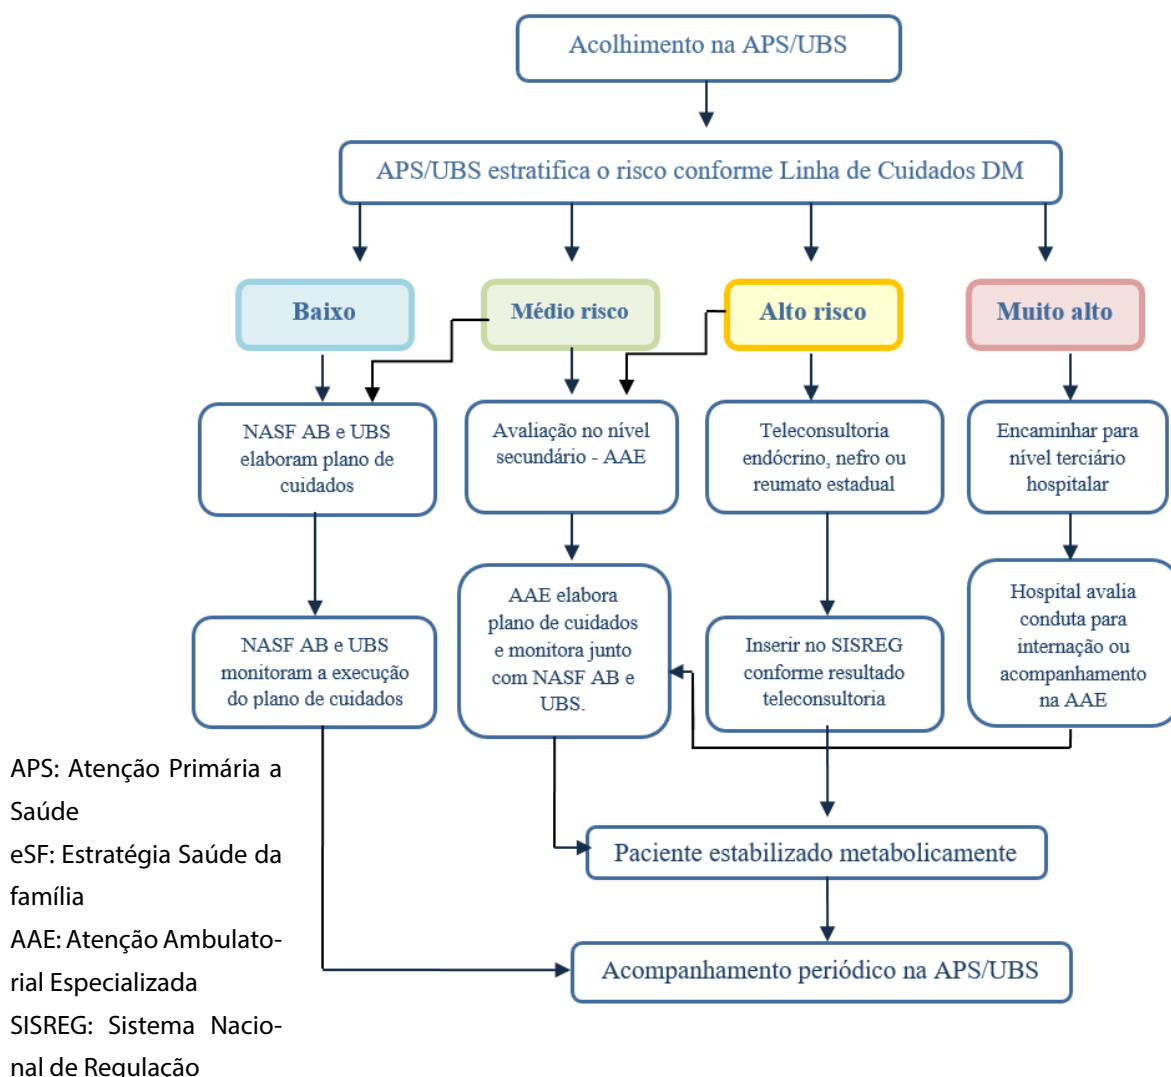 Acolhimento na APS/UBS
APS/UBS estratifica o risco conforme Linha de Cuidados DM
Baixo
Médio risco
Alto risco
Muito alto
NASF AB e UBS
elaboram plano de
cuidados
Avaliação no nível
secundário - AAE
Teleconsultoria
endócrino, nefro ou
reumato estadual
Encaminhar para
nível terciário
hospitalar
NASF AB e UBS
monitoram a execução
do plano de cuidados
AAE elabora
plano de cuidados
e monitora junto
com NASF AB e
UBS.
Inserir no SISREG
conforme resultado
teleconsultoria
Hospital avalia
conduta para
internação ou
acompanhamento
na AAE
Paciente estabilizado metabolicamente
Acompanhamento periódico na APS/UBS
APS: Atenção Primária a
Saúde
eSF: Estratégia Saúde da
família
AAE: Atenção Ambulato-
rial Especializada
SISREG: Sistema Nacio-
nal de Regulação